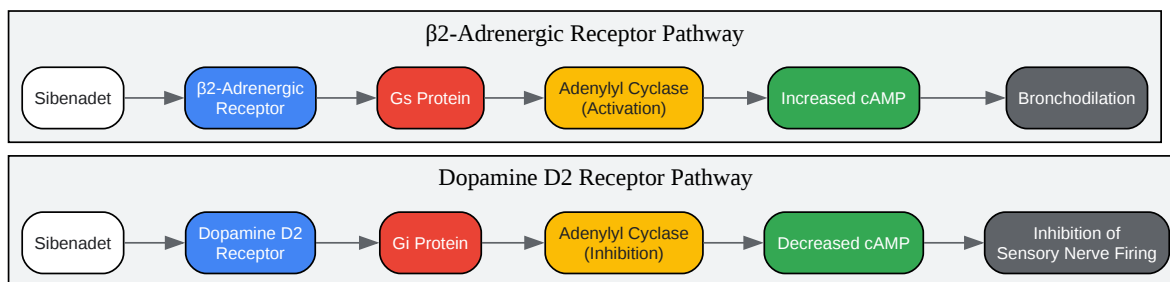 β2-Adrenergic Receptor Pathway
Sibenadet
β2-Adrenergic
Receptor
Gs Protein
Adenylyl Cyclase
(Activation)
Increased cAMP
Bronchodilation
Dopamine D2 Receptor Pathway
Sibenadet
Dopamine D2
Receptor
Gi Protein
Adenylyl Cyclase
(Inhibition)
Decreased cAMP
Inhibition of
Sensory Nerve Firing